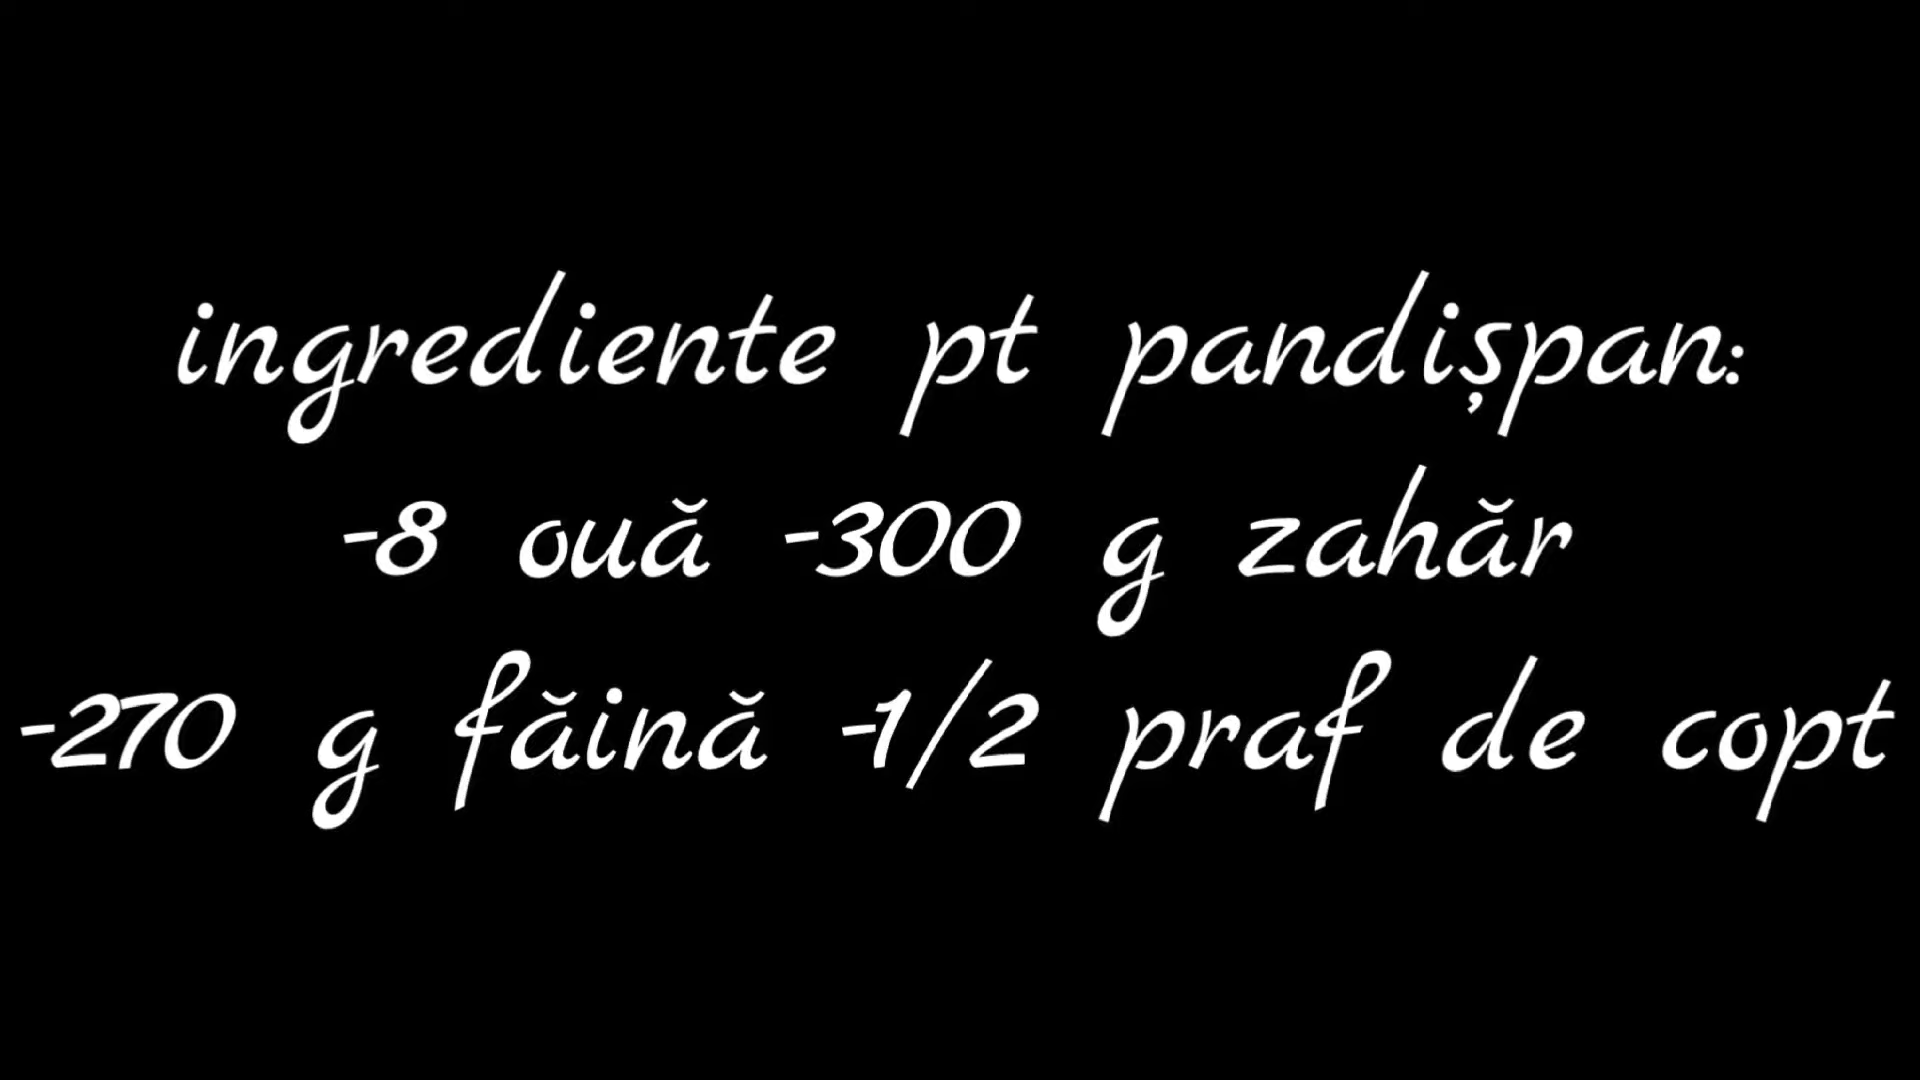 ingrediente pt pandișpan:
-8 ouă -300 g zahăr
-270 g făină -1/2 praf de copt